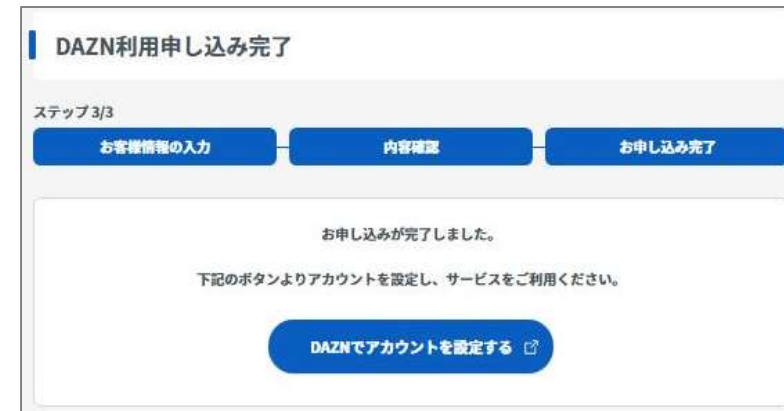 DAZN利用申し込み完了
ステップ 3/3
お客様情報の入力
内容確認
お申し込み完了
お申し込みが完了しました。
下記のボタンよりアカウントを設定し、サービスをご利用ください。
DAZNでアカウントを設定する